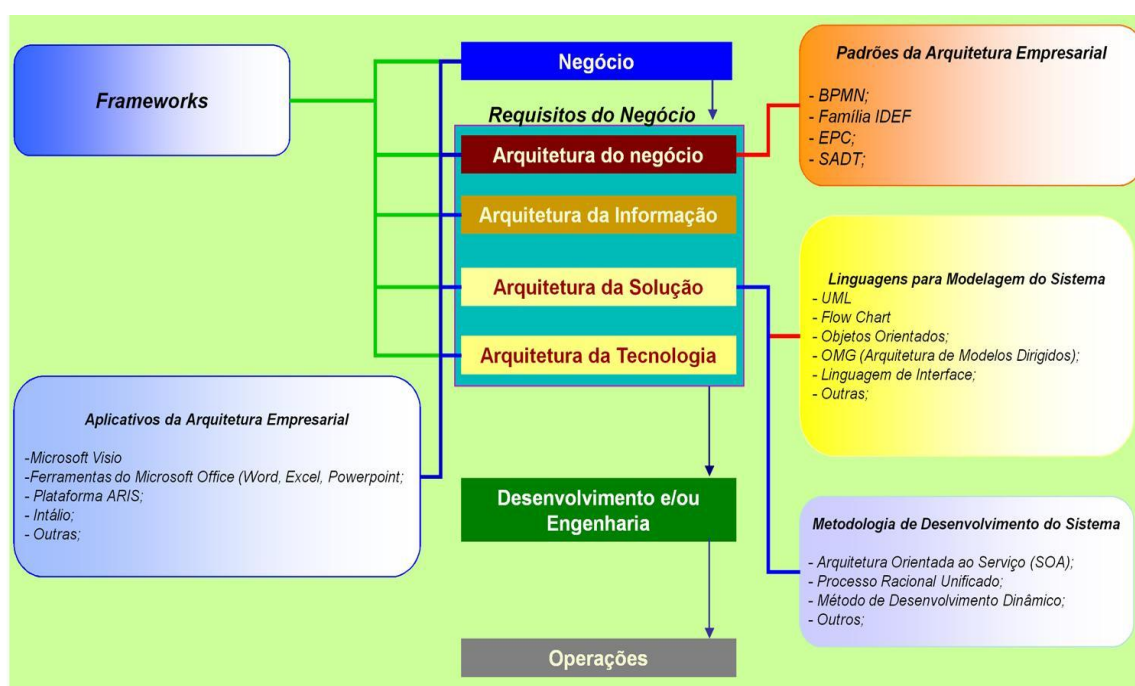 Frameworks
Negócio
Requisitos do Negócio
Arquitetura do negócio
Arquitetura da Informação
Arquitetura da Solução
Arquitetura da Tecnologia
Padrões da Arquitetura Empresarial
- BPMN;
- Família IDEF
- EPC;
- SADT;
Linguagens para Modelagem do Sistema
- UML
- Flow Chart
- Objetos Orientados;
- OMG (Arquitetura de Modelos Dirigidos);
- Linguagem de Interface;
- Outras;
Aplicativos da Arquitetura Empresarial
-Microsoft Visio
-Ferramentas do Microsoft Office (Word, Excel, Powerpoint;
- Plataforma ARIS;
- Intálio;
- Outras;
Desenvolvimento e/ou
Engenharia
Metodologia de Desenvolvimento do Sistema
- Arquitetura Orientada ao Serviço (SOA);
- Processo Racional Unificado;
- Método de Desenvolvimento Dinâmico;
- Outros;
Operações